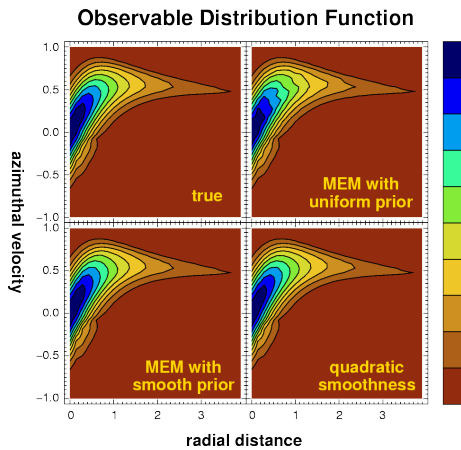 Observable Distribution Function
azimuthal velocity
1.0
0.5
0.0
−0.5
−1.0
true
MEM with
uniform prior
1.0
0.5
0.0
−0.5
−1.0
MEM with
smooth prior
quadratic
smoothness
0 1 2 3
0 1 2 3
radial distance